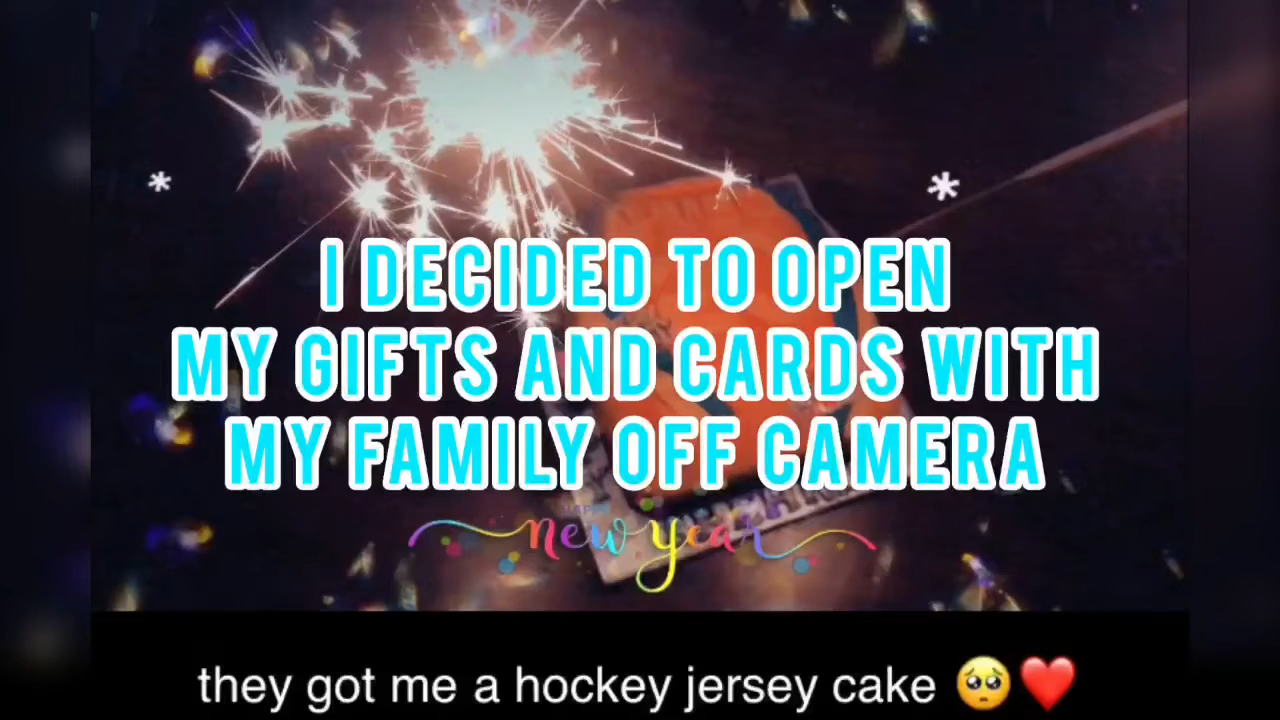 I DECIDED TO OPEN
MY GIFTS AND CARDS WITH
MY FAMILY OFF CAMERA
new year
they got me a hockey jersey cake 🥺❤️